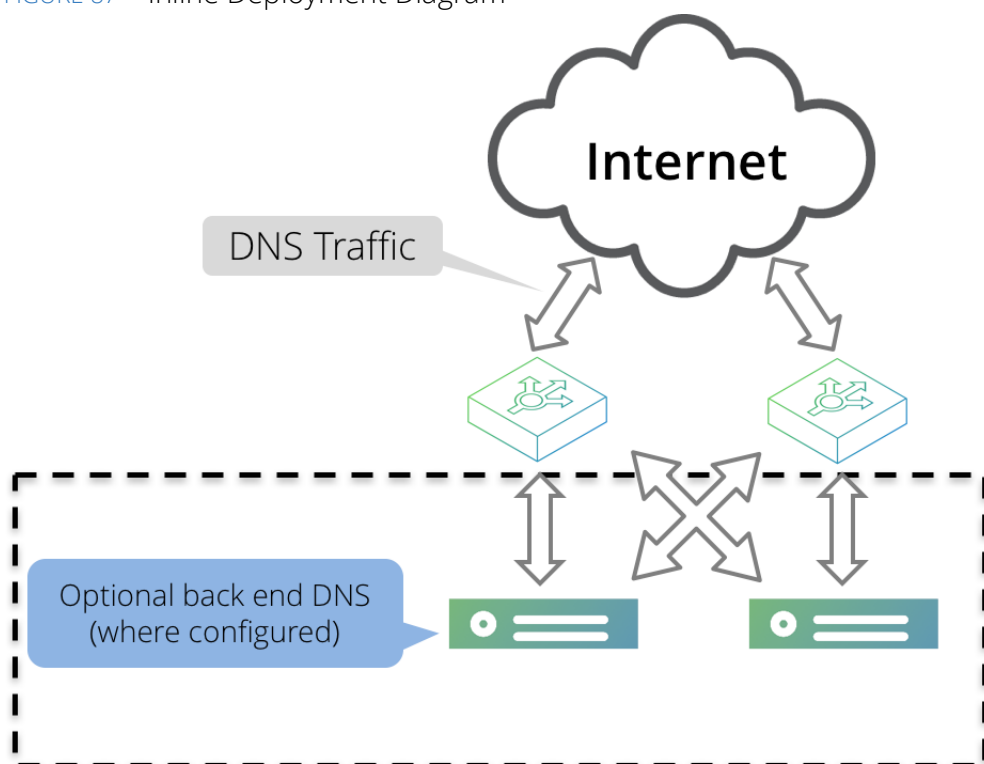 Inline Deployment Diagram
Internet
DNS Traffic
Optional back end DNS
(where configured)